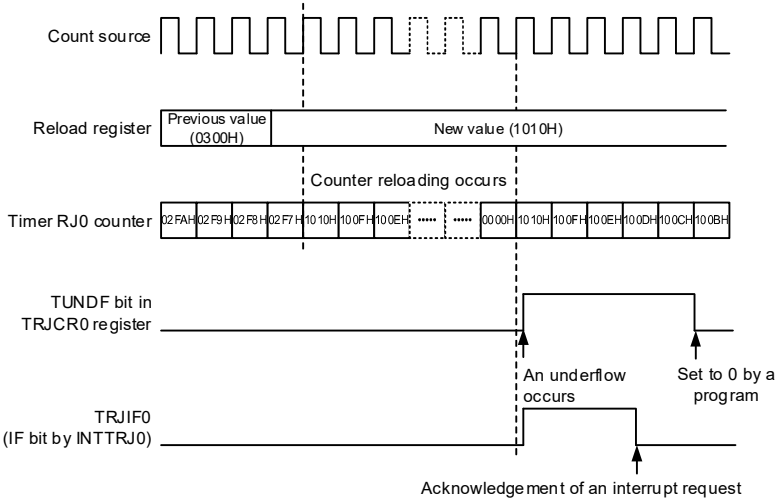 Count source
Reload register
Previous value
(0300H)
New value (1010H)
Counter reloading occurs
Timer RJ0 counter
02FAH 02F9H 02F8H 02F7H 1010H 100FH 100EH ····· ····· 0000H 1010H 100FH 100EH 100DH 100CH 100BH
TUNDF bit in
TRJCR0 register
An underflow
occurs
Set to 0 by a
program
TRJIF0
(IF bit by INTTRJ0)
Acknowledgement of an interrupt request